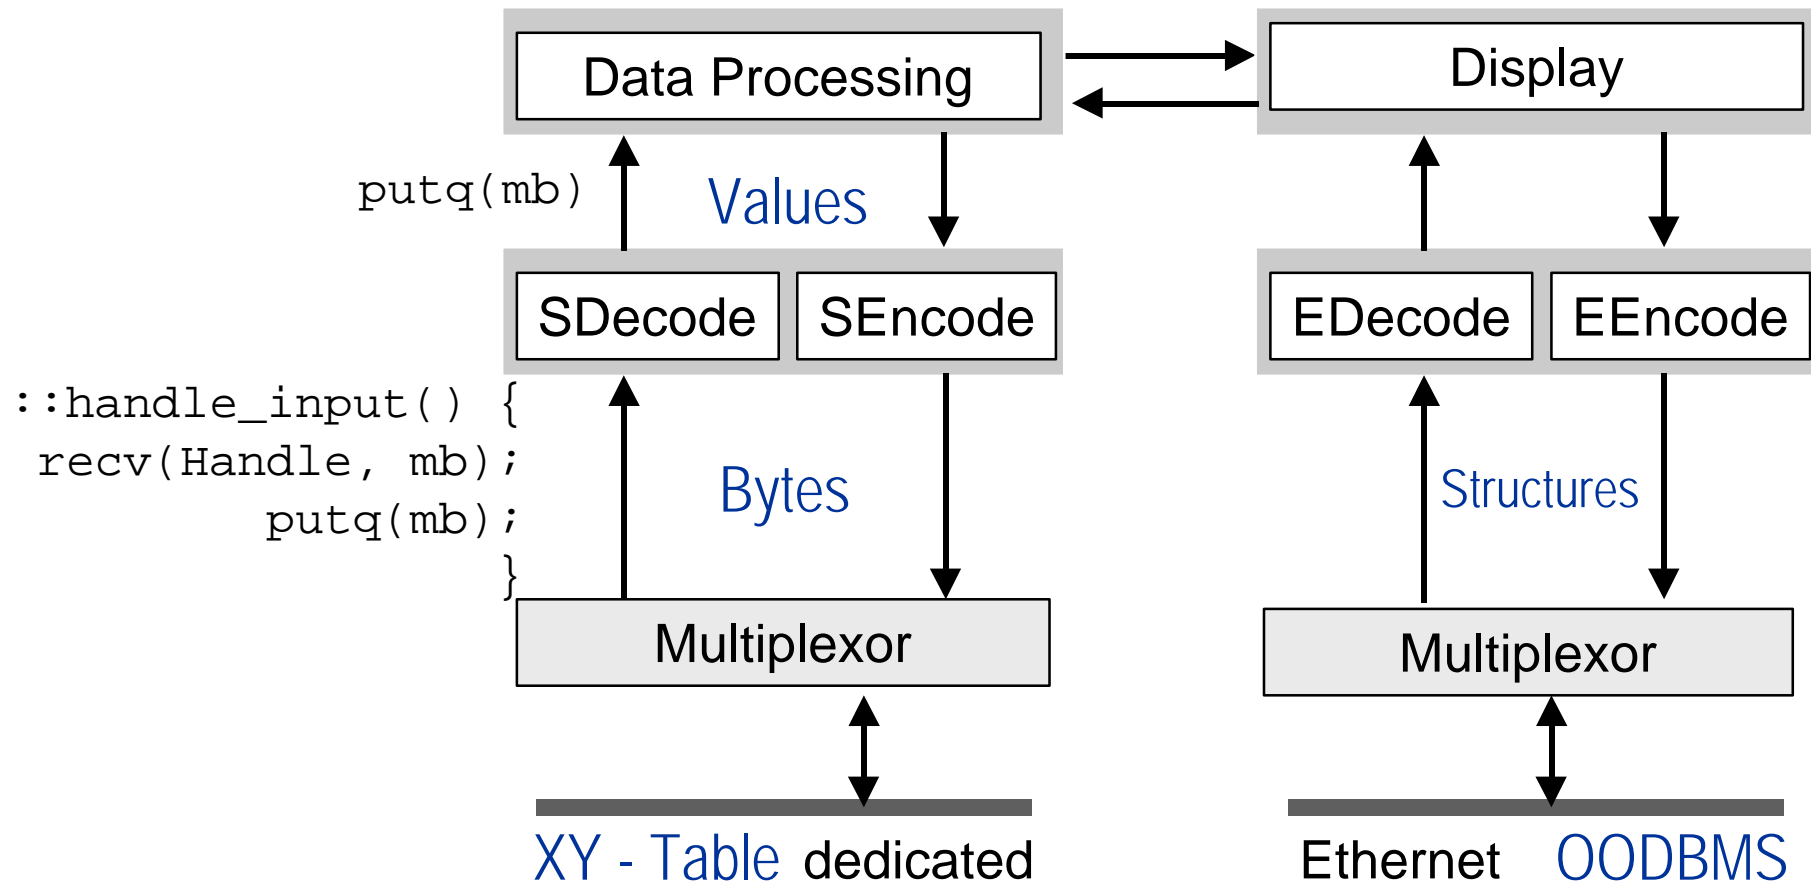 Data Processing
Display
putq(mb)
Values
SDecode
SEncode
EDecode
EEncode
::handle_input() {
recv(Handle, mb);
putq(mb);
}
Bytes
Structures
Multiplexor
Multiplexor
XY - Table dedicated
Ethernet OODBMS